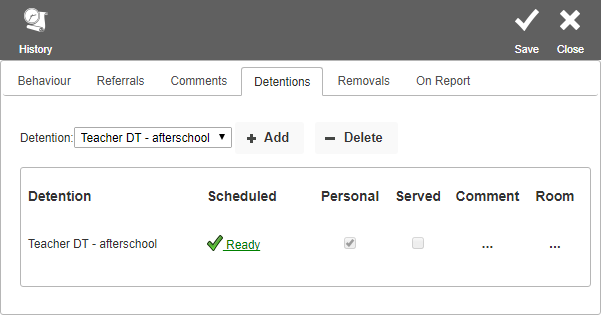 History Save Close
Behaviour Referrals Comments Detentions Removals On Report
Detention: Teacher DT - afterschool Add Delete
Detention Scheduled Personal Served Comment Room
Teacher DT - afterschool Ready ... ...